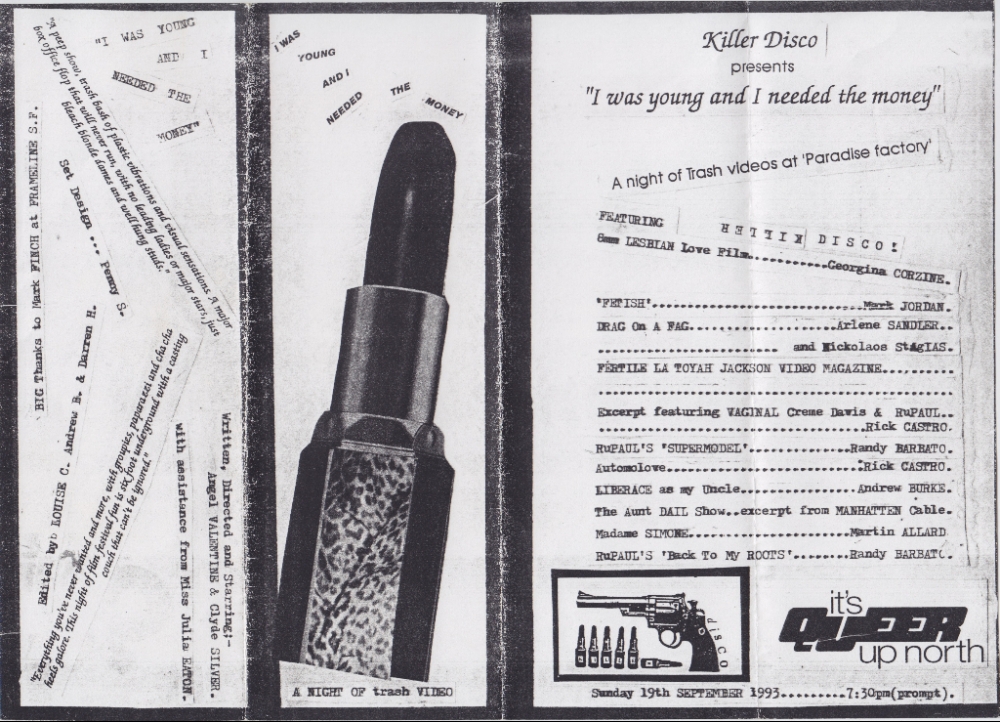 "I WAS YOUNG
AND I
NEEDED THE
MONEY"
"A peep show, trash bash of plastic vibrations and visual sensations. A major
box office flop that will never run, with no leading ladies or major stars, just
bleach blonde dames and well hung studs."
Set Design ... Penny S.
BIG Thanks to Mark FINCH at FRAMELINE S.F.
Edited by LOUISE C. Andrew B. & Darren H.
"Everything you've never wanted and more, with groupies, paparazzi and cha cha
heels galore. This night of film festival fun is six foot underground with a casting
couch that can't be ignored."
Written, Directed and Starring:-
Angel VALENTINE & Clyde SILVER.
with assistance from Miss Julia EATON.
I WAS
YOUNG
AND I
NEEDED
THE
MONEY
A NIGHT OF trash VIDEO
Killer Disco
presents
"I was young and I needed the money"
A night of Trash videos at 'Paradise factory'
FEATURING KILLER DISCO!
8mm LESBIAN Love Film..............Georgina CORZINE.
'FETISH'..............................Mark JORDAN.
DRAG On A FAG.....................Arlene SANDLER..
.......................... and Nickolaos StAgIAS.
FERTILE LA TOYAH JACKSON VIDEO MAGAZINE..........
....................................................
Excerpt featuring VAGINAL Creme Davis & RuPAUL..
......................................Rick CASTRO.
RuPAUL'S 'SUPERMODEL'..............Randy BARBATO.
Automolove...........................Rick CASTRO.
LIBERACE as my Uncle................Andrew BURKE.
The Aunt DAIL Show..excerpt from MANHATTEN Cable.
Madame SIMONE......................Martin ALLARD
RuPAUL'S 'Back To MY ROOTS'........Randy BARBATO.
disco
it's
QUEER
up north
Sunday 19th SEPTEMBER 1993.........7:30pm(prompt).